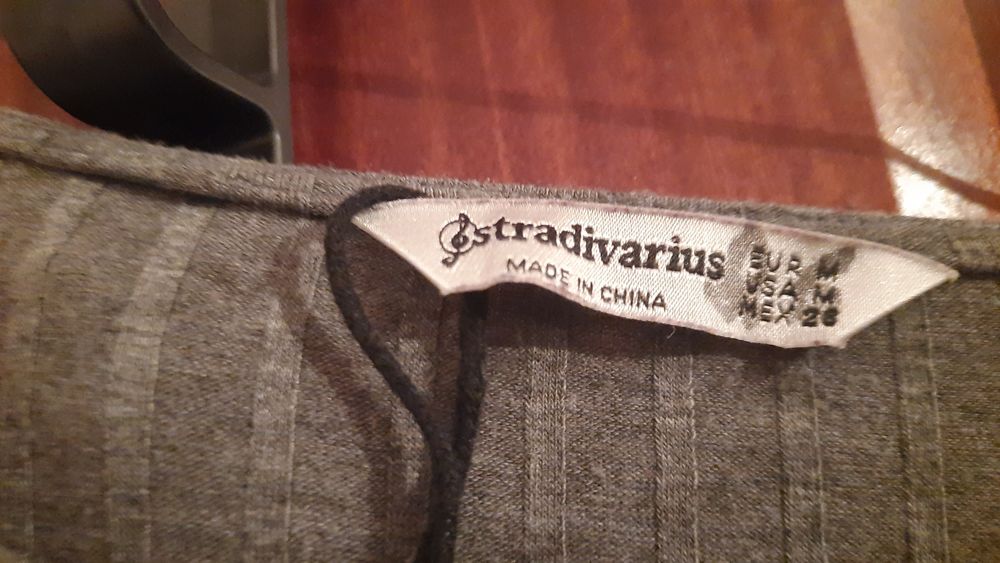 stradivarius
MADE IN CHINA
EUR M
USA M
MEX 26